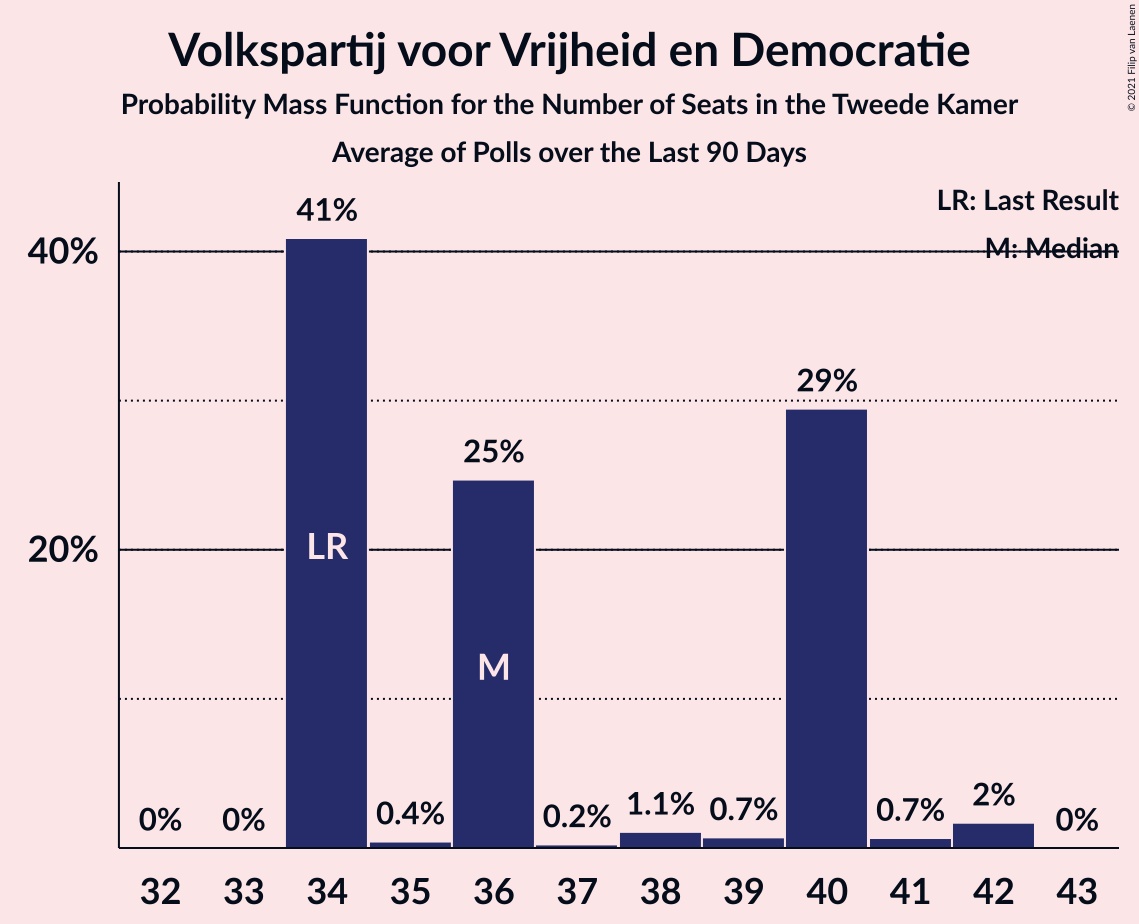 Volkspartij voor Vrijheid en Democratie
Probability Mass Function for the Number of Seats in the Tweede Kamer
Average of Polls over the Last 90 Days
© 2021 Filip van Laenen
LR: Last Result
M: Median
40%
20%
0%
0%
41%
0.4%
25%
0.2%
1.1%
0.7%
29%
0.7%
2%
0%
LR
M
32 33 34 35 36 37 38 39 40 41 42 43